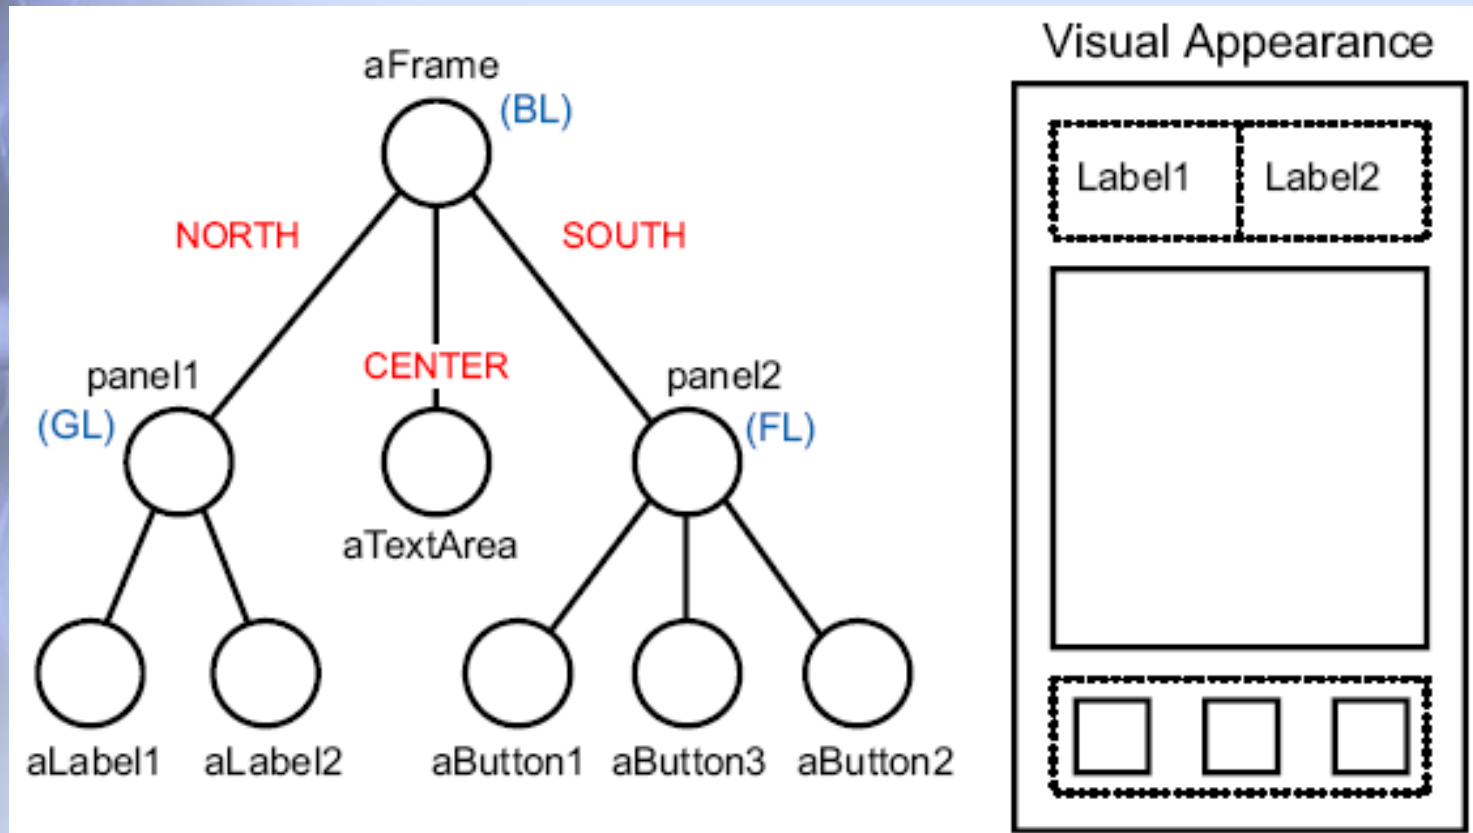 Visual Appearance
aFrame
(BL)
NORTH
SOUTH
CENTER
panel1
(GL)
panel2
(FL)
aTextArea
aLabel1
aLabel2
aButton1
aButton3
aButton2
Label1
Label2